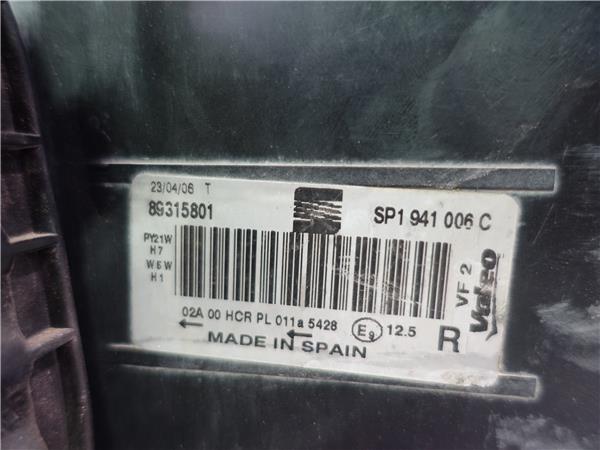 23/04/06 T
89315801
SP1 941 006 C
PY21W
H7
W5W
H1
VF 2
Valeo
02A 00 HCR PL 011a 5428 E9 12.5
R
MADE IN SPAIN